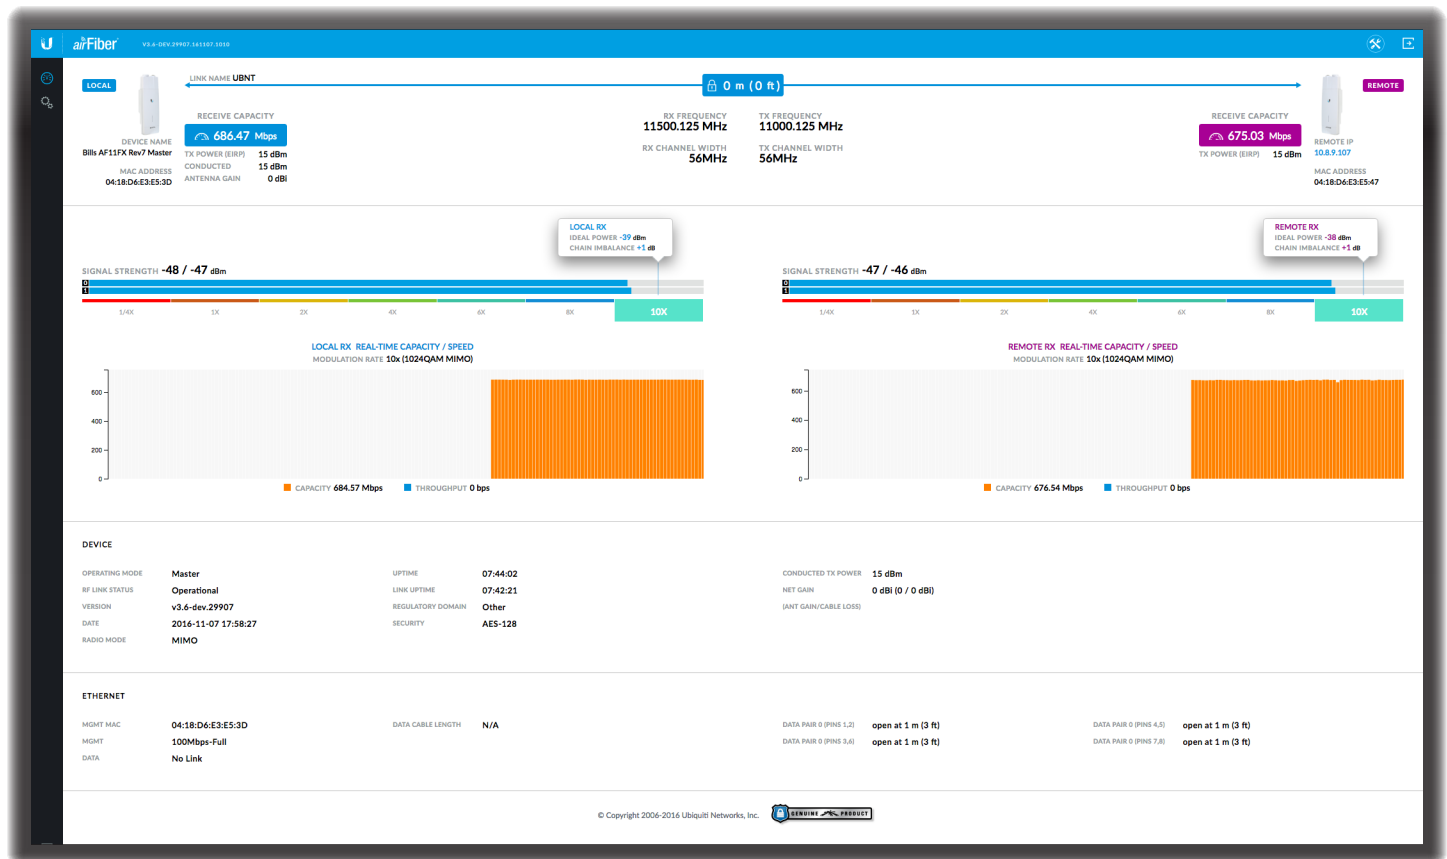 airFiber V3.6-DEV.29907.161107.1010
LOCAL
LINK NAME UBNT
0 m (0 ft)
REMOTE
DEVICE NAME
Bills AF11FX Rev7 Master
MAC ADDRESS
04:18:D6:E3:E5:3D
RECEIVE CAPACITY
686.47 Mbps
TX POWER (EIRP) 15 dBm
CONDUCTED 15 dBm
ANTENNA GAIN 0 dBi
RX FREQUENCY
11500.125 MHz
RX CHANNEL WIDTH
56MHz
TX FREQUENCY
11000.125 MHz
TX CHANNEL WIDTH
56MHz
RECEIVE CAPACITY
675.03 Mbps
TX POWER (EIRP) 15 dBm
REMOTE IP
10.8.9.107
MAC ADDRESS
04:18:D6:E3:E5:47
LOCAL RX
IDEAL POWER -39 dBm
CHAIN IMBALANCE +1 dB
SIGNAL STRENGTH -48 / -47 dBm
0
1
1/4X 1X 2X 4X 6X 8X 10X
LOCAL RX REAL-TIME CAPACITY / SPEED
MODULATION RATE 10x (1024QAM MIMO)
600
400
200
0
CAPACITY 684.57 Mbps THROUGHPUT 0 bps
REMOTE RX
IDEAL POWER -38 dBm
CHAIN IMBALANCE +1 dB
SIGNAL STRENGTH -47 / -46 dBm
0
1
1/4X 1X 2X 4X 6X 8X 10X
REMOTE RX REAL-TIME CAPACITY / SPEED
MODULATION RATE 10x (1024QAM MIMO)
600
400
200
0
CAPACITY 676.54 Mbps THROUGHPUT 0 bps
DEVICE
OPERATING MODE Master UPTIME 07:44:02 CONDUCTED TX POWER 15 dBm
RF LINK STATUS Operational LINK UPTIME 07:42:21 NET GAIN 0 dBi (0 / 0 dBi)
VERSION v3.6-dev.29907 REGULATORY DOMAIN Other (ANT GAIN/CABLE LOSS)
DATE 2016-11-07 17:58:27 SECURITY AES-128
RADIO MODE MIMO
ETHERNET
MGMT MAC 04:18:D6:E3:E5:3D DATA CABLE LENGTH N/A DATA PAIR 0 (PINS 1,2) open at 1 m (3 ft) DATA PAIR 0 (PINS 4,5) open at 1 m (3 ft)
MGMT 100Mbps-Full DATA PAIR 0 (PINS 3,6) open at 1 m (3 ft) DATA PAIR 0 (PINS 7,8) open at 1 m (3 ft)
DATA No Link
© Copyright 2006-2016 Ubiquiti Networks, Inc. GENUINE PRODUCT